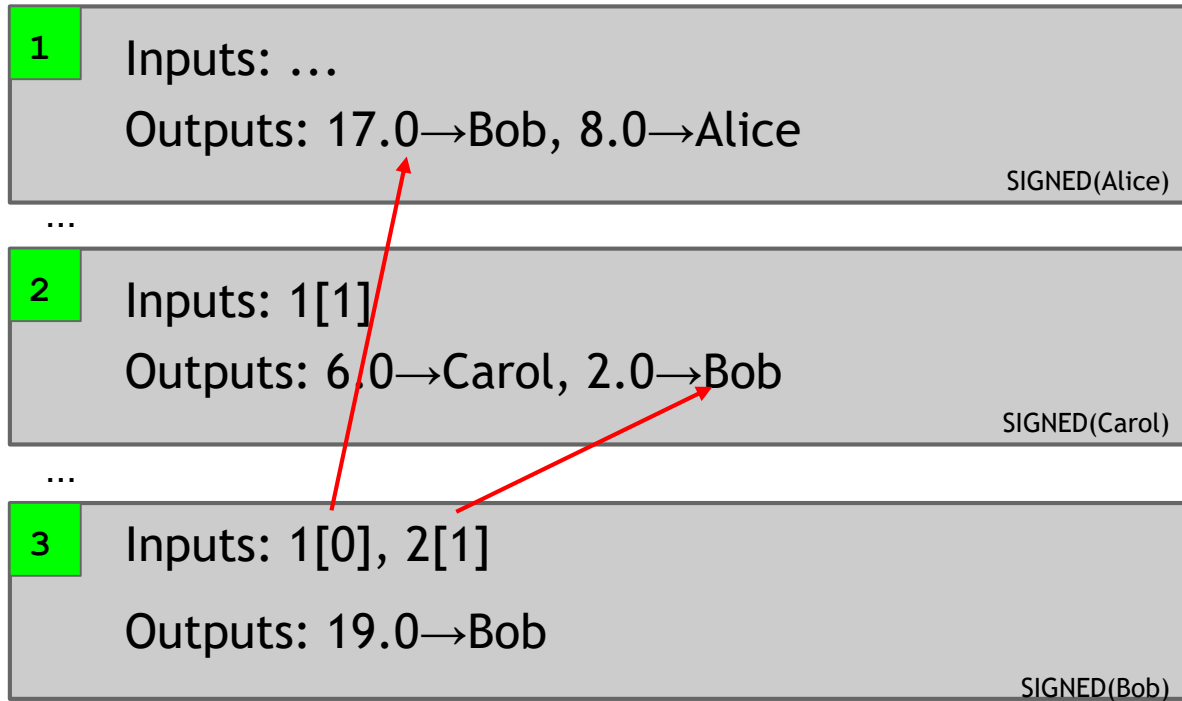 1
Inputs: ...
Outputs: 17.0→Bob, 8.0→Alice
SIGNED(Alice)
...
2
Inputs: 1[1]
Outputs: 6.0→Carol, 2.0→Bob
SIGNED(Carol)
...
3
Inputs: 1[0], 2[1]
Outputs: 19.0→Bob
SIGNED(Bob)